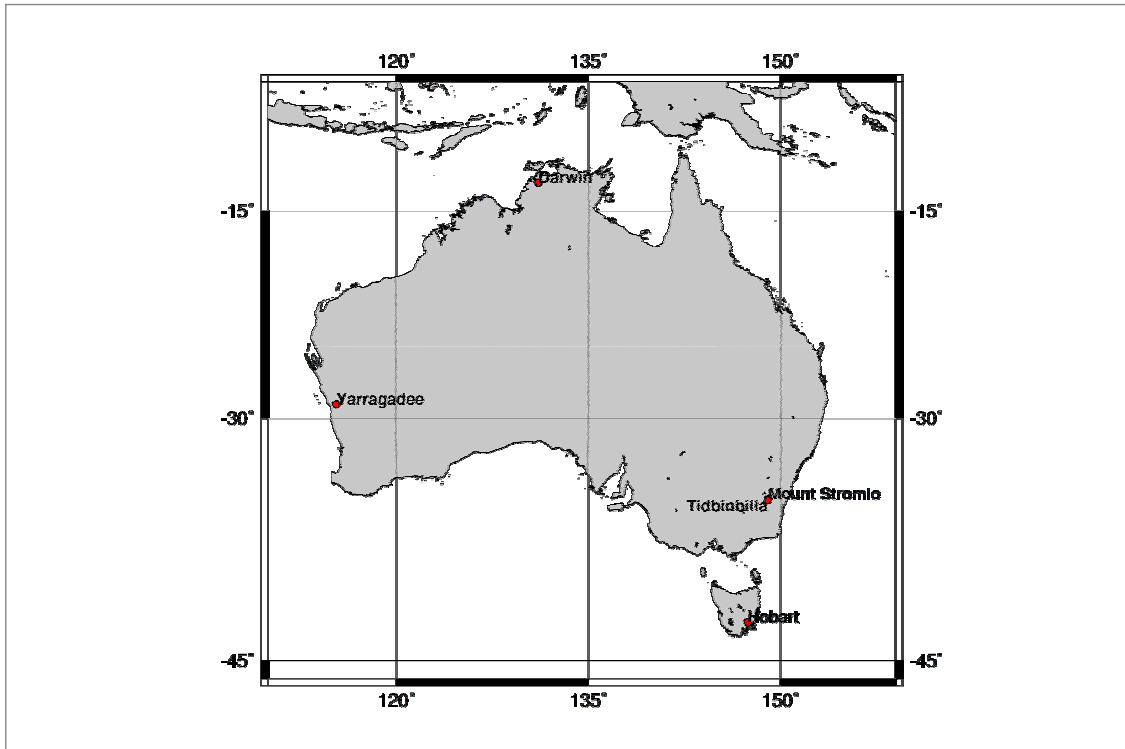 120° 135° 150°
Darwin
-15° -15°
Yarragadee
-30° -30°
Mount Stromlo
Tidbinbilla
Hobart
-45° -45°
120° 135° 150°